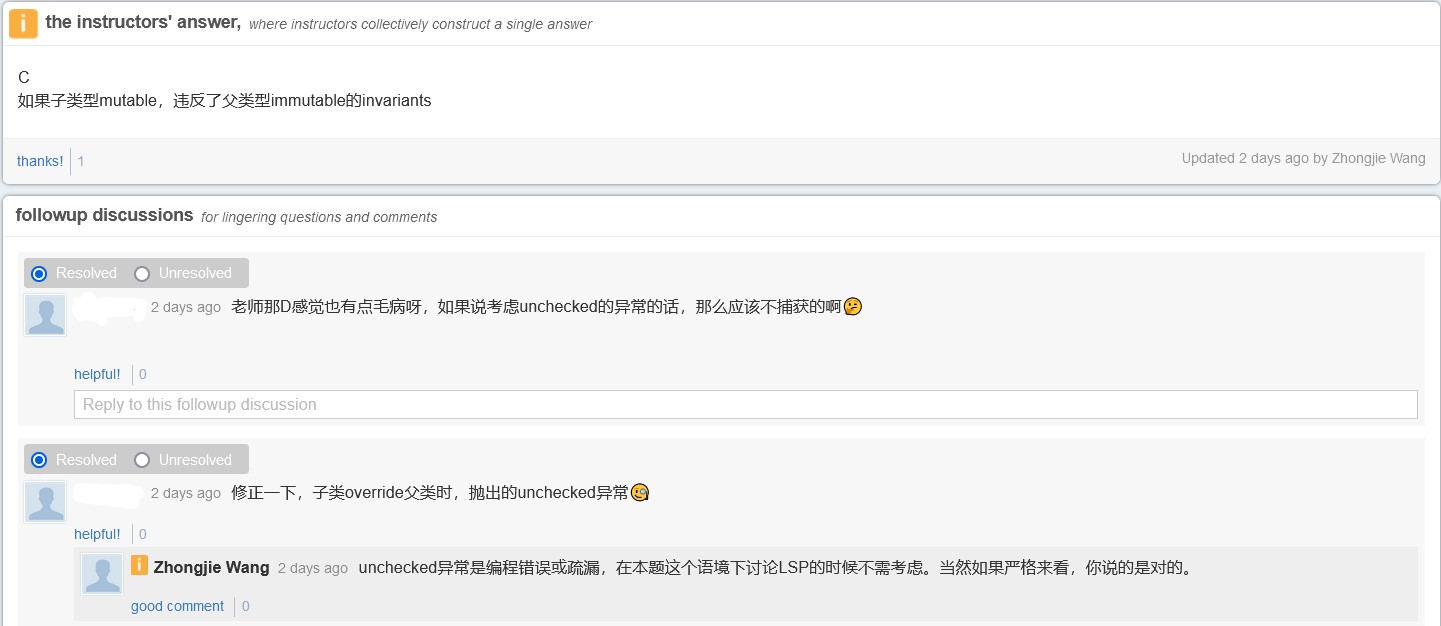 i the instructors' answer, where instructors collectively construct a single answer
C
如果子类型mutable，违反了父类型immutable的invariants
thanks! 1 Updated 2 days ago by Zhongjie Wang
followup discussions for lingering questions and comments
Resolved Unresolved
2 days ago 老师那D感觉也有点毛病呀，如果说考虑unchecked的异常的话，那么应该不捕获的啊🤔
helpful! 0
Reply to this followup discussion
Resolved Unresolved
2 days ago 修正一下，子类override父类时，抛出的unchecked异常🧐
helpful! 0
i Zhongjie Wang 2 days ago unchecked异常是编程错误或疏漏，在本题这个语境下讨论LSP的时候不需考虑。当然如果严格来看，你说的是对的。
good comment 0